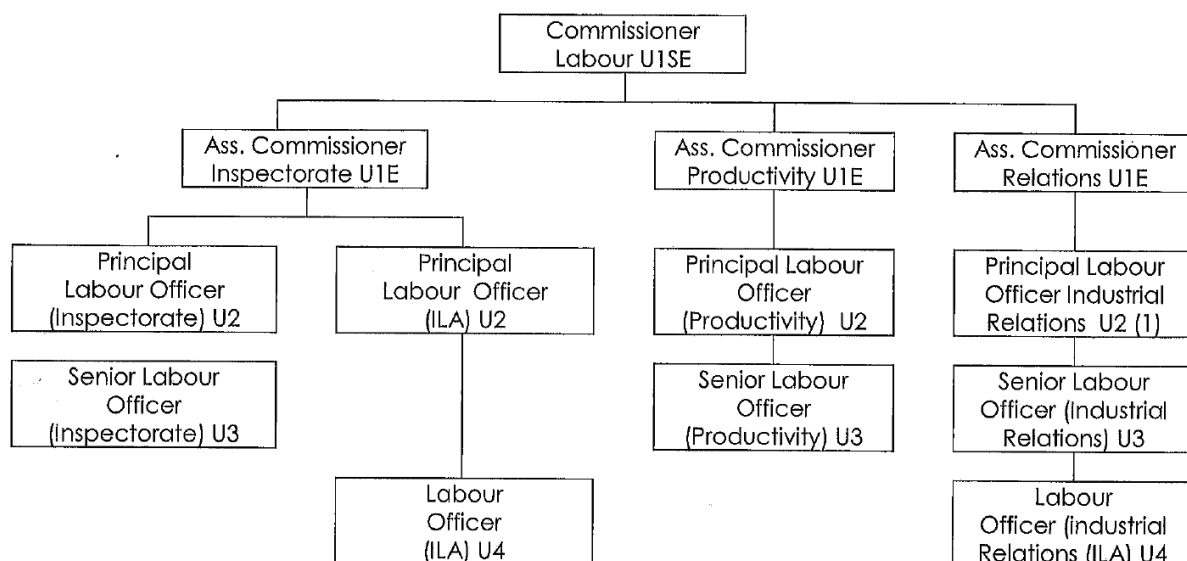 Commissioner
Labour U1SE
Ass. Commissioner
Inspectorate U1E
Ass. Commissioner
Productivity U1E
Ass. Commissioner
Relations U1E
Principal
Labour Officer
(Inspectorate) U2
Principal
Labour Officer
(ILA) U2
Principal Labour
Officer
(Productivity) U2
Principal Labour
Officer Industrial
Relations U2 (1)
Senior Labour
Officer
(Inspectorate) U3
Senior Labour
Officer
(Productivity) U3
Senior Labour
Officer (Industrial
Relations) U3
Labour
Officer
(ILA) U4
Labour
Officer (industrial
Relations (ILA) U4